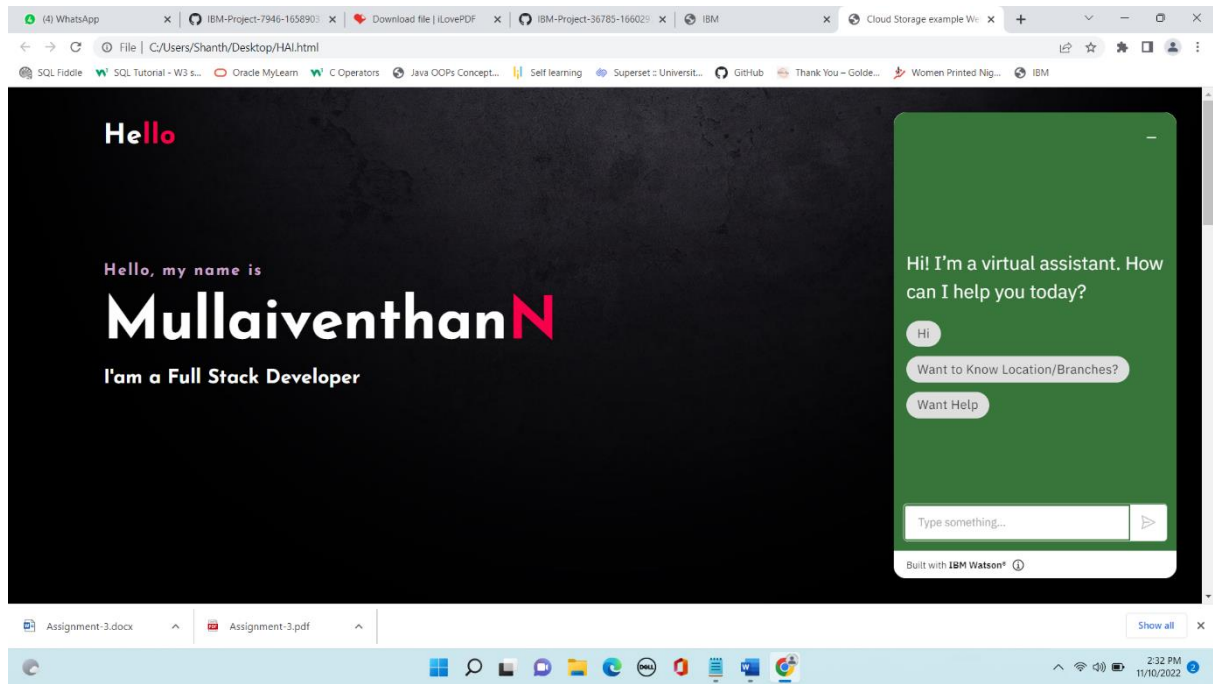 (4) WhatsApp
IBM-Project-7946-1658903
Download file | iLovePDF
IBM-Project-36785-166029
IBM
Cloud Storage example We
File | C:/Users/Shanth/Desktop/HAI.html
SQL Fiddle
SQL Tutorial - W3 s...
Oracle MyLearn
C Operators
Java OOPs Concept...
Self learning
Superset :: Universit...
GitHub
Thank You – Golde...
Women Printed Nig...
IBM
Hello
Hello, my name is
MullaiventhanN
I'am a Full Stack Developer
Hi! I'm a virtual assistant. How
can I help you today?
Hi
Want to Know Location/Branches?
Want Help
Type something...
Built with IBM Watson®
Assignment-3.docx
Assignment-3.pdf
Show all
DELL
2:32 PM
11/10/2022
2